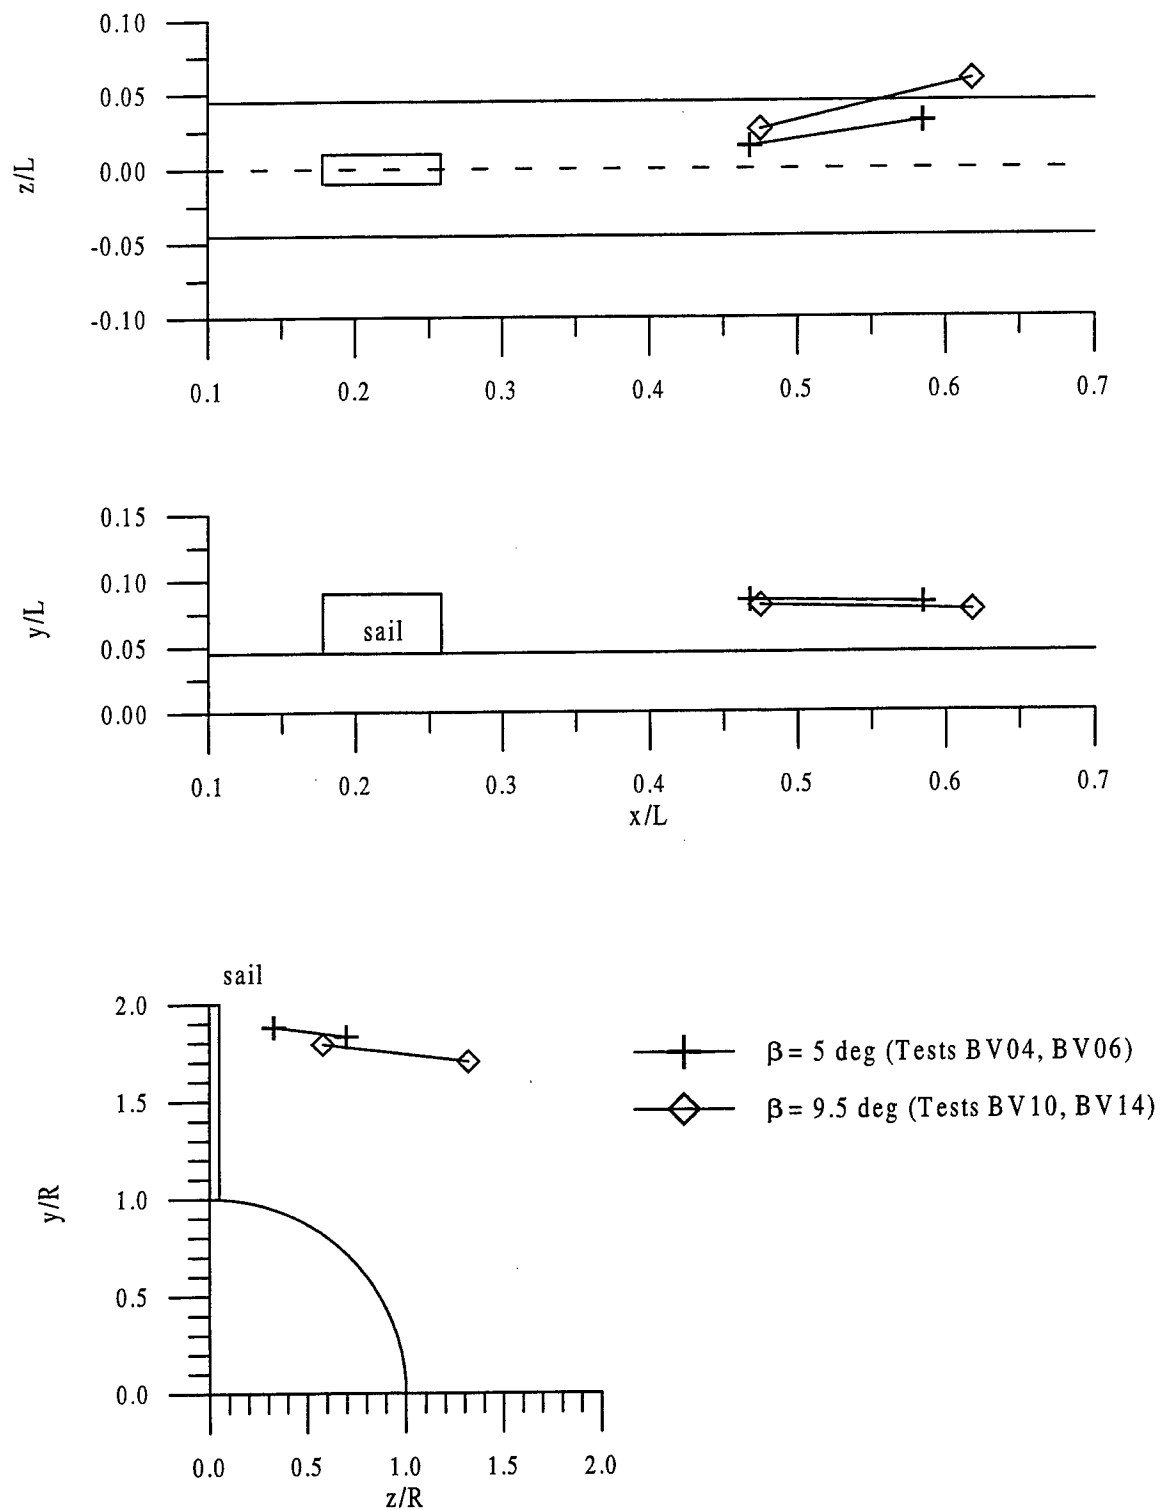 0.10
0.05
0.00
-0.05
-0.10
z/L
0.1 0.2 0.3 0.4 0.5 0.6 0.7
0.15
0.10
0.05
0.00
y/L
sail
0.1 0.2 0.3 0.4 0.5 0.6 0.7
x/L
sail
2.0
1.5
1.0
0.5
0.0
y/R
0.0 0.5 1.0 1.5 2.0
z/R
β= 5 deg (Tests BV04, BV06)
β= 9.5 deg (Tests BV10, BV14)